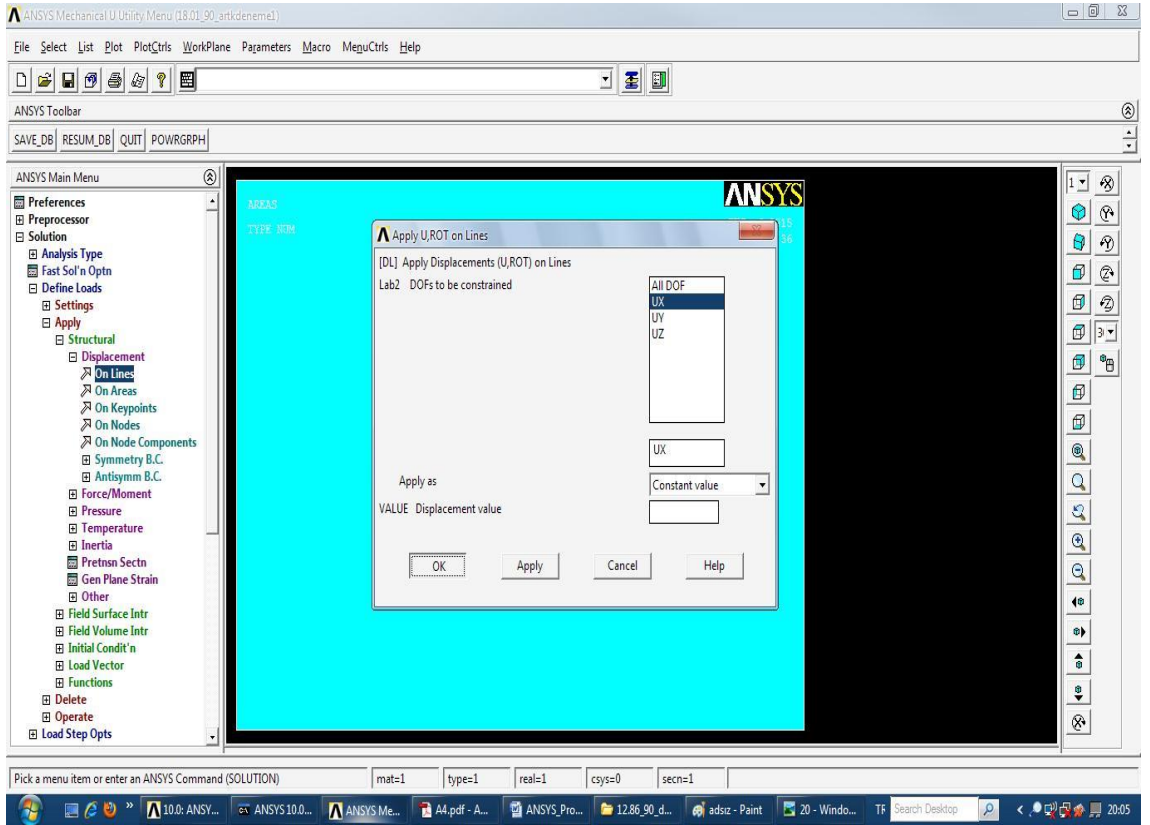 ANSYS Mechanical U Utility Menu (18.01_90_artkdeneme1)
File Select List Plot PlotCtrls WorkPlane Parameters Macro MenuCtrls Help
ANSYS Toolbar
SAVE_DB RESUM_DB QUIT POWRGRPH
ANSYS Main Menu
Preferences
Preprocessor
Solution
Analysis Type
Fast Sol'n Optn
Define Loads
Settings
Apply
Structural
Displacement
On Lines
On Areas
On Keypoints
On Nodes
On Node Components
Symmetry B.C.
Antisymm B.C.
Force/Moment
Pressure
Temperature
Inertia
Pretnsn Sectn
Gen Plane Strain
Other
Field Surface Intr
Field Volume Intr
Initial Condit'n
Load Vector
Functions
Delete
Operate
Load Step Opts
AREAS
TYPE NUM
ANSYS
Apply U,ROT on Lines
[DL] Apply Displacements (U,ROT) on Lines
Lab2 DOFs to be constrained
All DOF
UX
UY
UZ
UX
Apply as
Constant value
VALUE Displacement value
OK Apply Cancel Help
1
Pick a menu item or enter an ANSYS Command (SOLUTION)
mat=1 type=1 real=1 csys=0 secn=1
10.0: ANSY... ANSYS 10.0... ANSYS Me... A4.pdf - A... ANSYS_Pro... 12.86_90_d... adsız - Paint 20 - Windo... TR Search Desktop 20:05